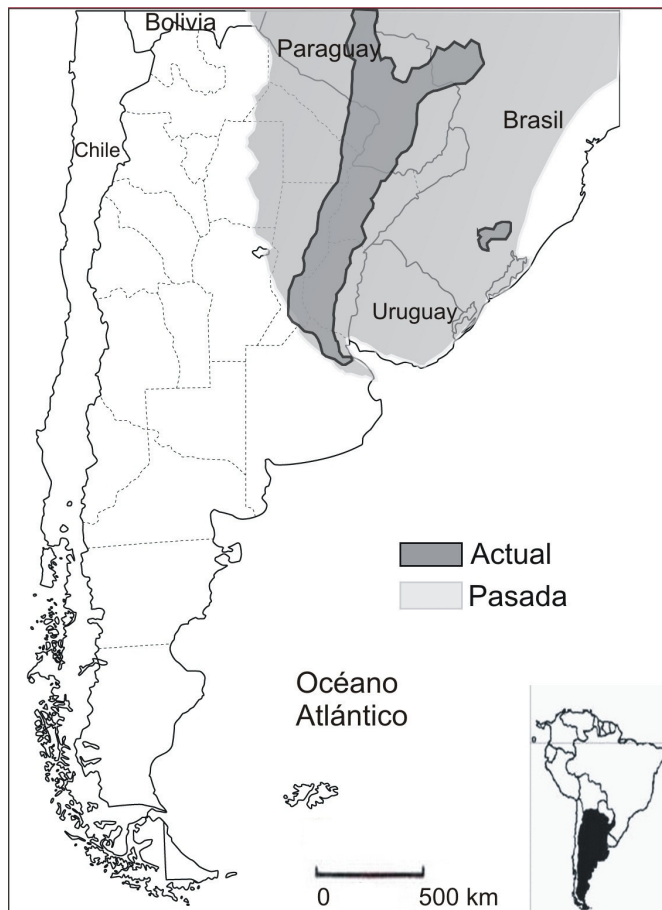 Bolivia
Paraguay
Brasil
Chile
Uruguay
Actual
Pasada
Océano
Atlántico
0 500 km